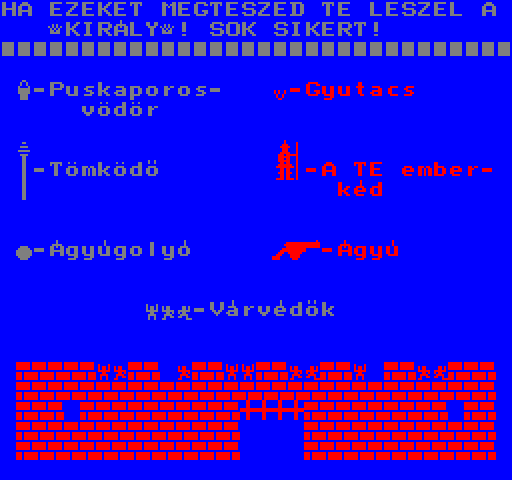 HA EZEKET MEGTESZED TE LESZEL A
KIRÁLY! SOK SIKERT!
-Puskaporos-
vödör
-Gyutacs
-Tömködö
-A TE ember-
kéd
-Ágyúgolyó
-Ágyú
-Várvédök